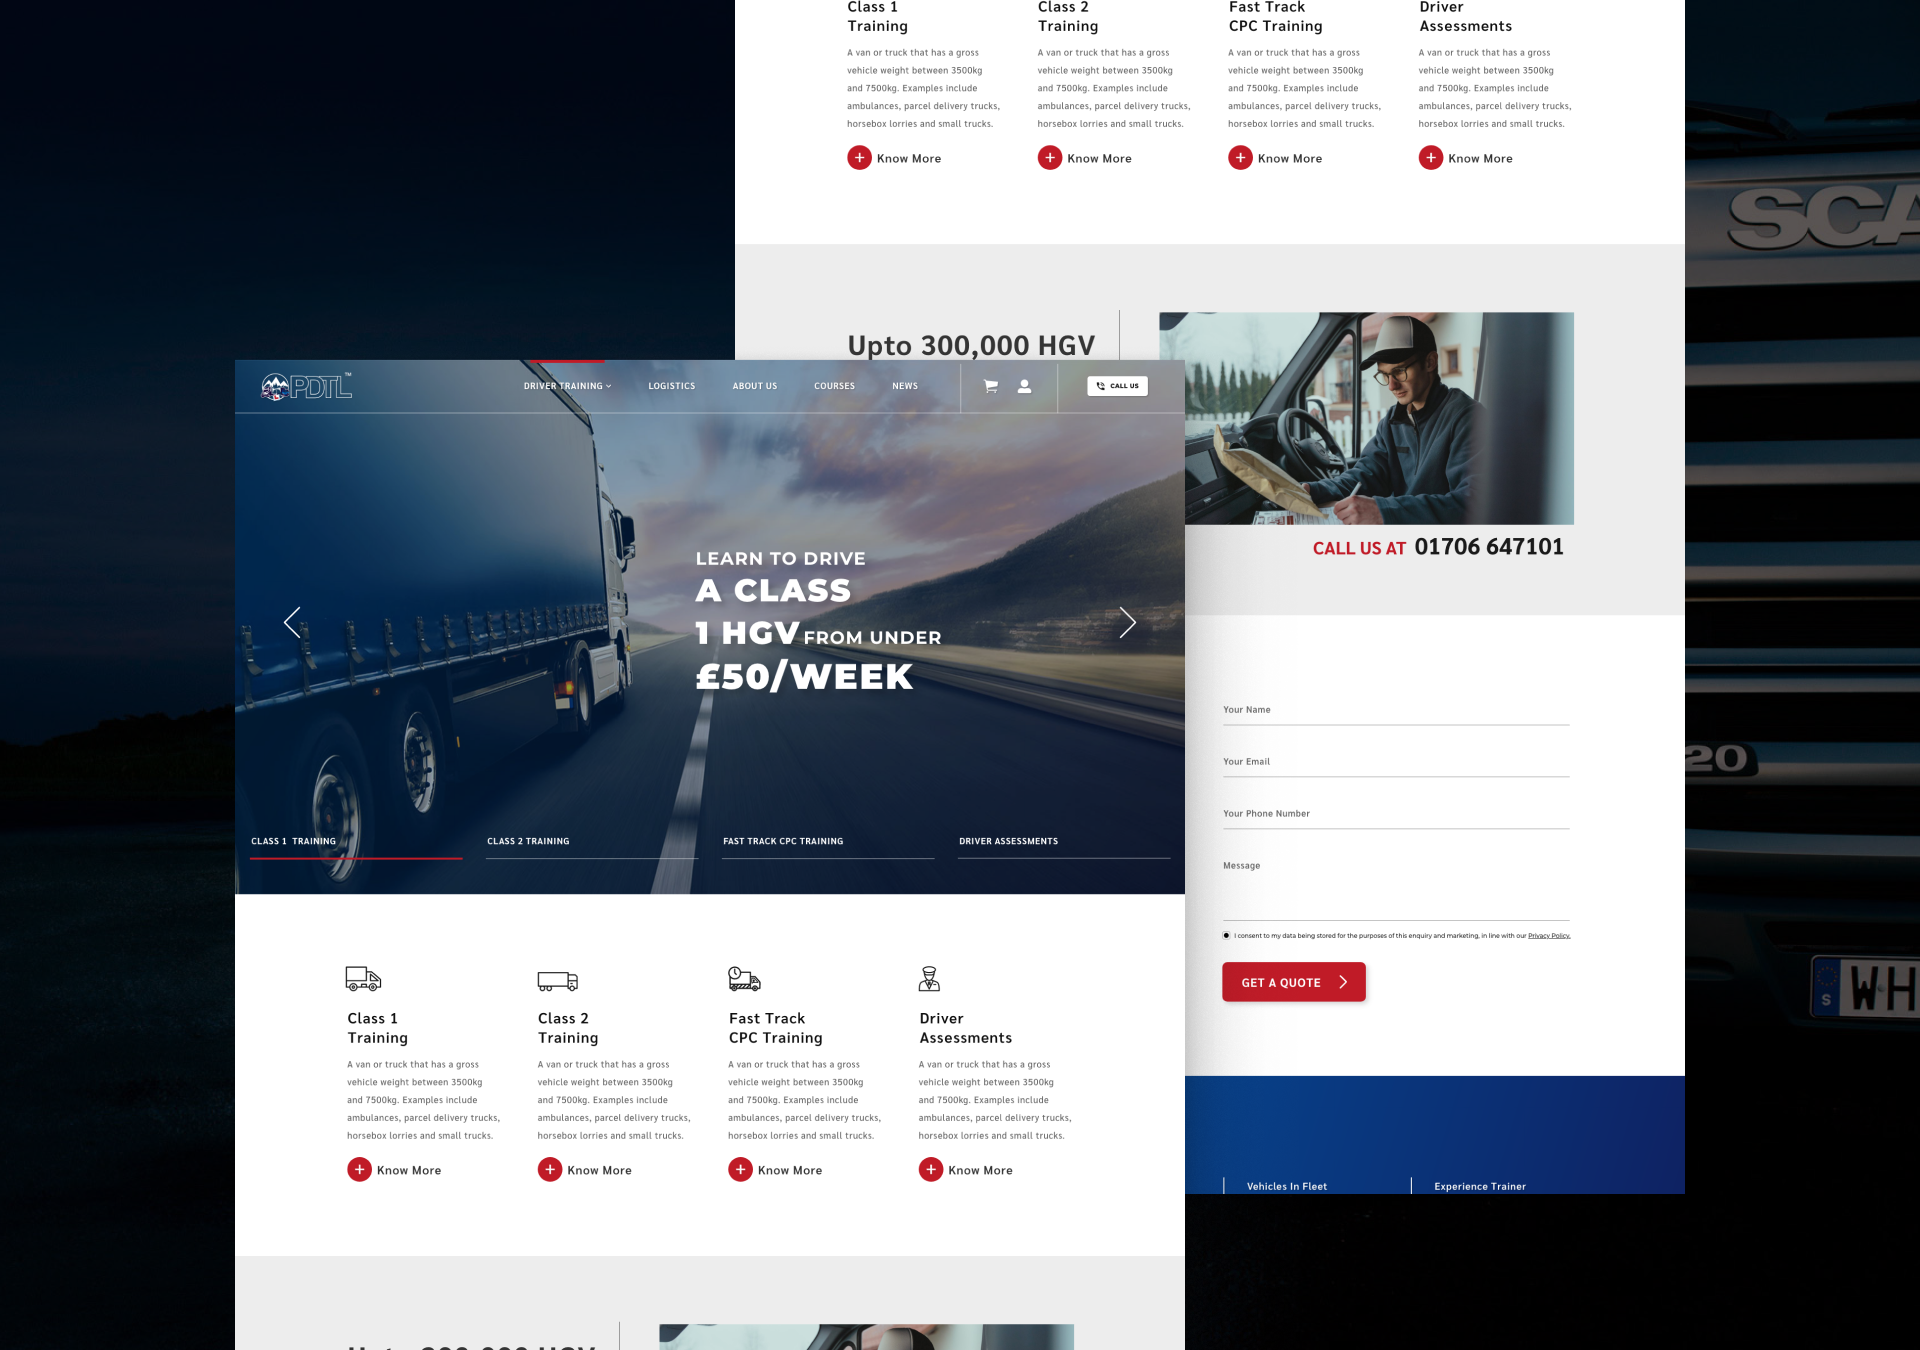 Class 1
Training
A van or truck that has a gross
vehicle weight between 3500kg
and 7500kg. Examples include
ambulances, parcel delivery trucks,
horsebox lorries and small trucks.
Know More
Class 2
Training
A van or truck that has a gross
vehicle weight between 3500kg
and 7500kg. Examples include
ambulances, parcel delivery trucks,
horsebox lorries and small trucks.
Know More
Fast Track
CPC Training
A van or truck that has a gross
vehicle weight between 3500kg
and 7500kg. Examples include
ambulances, parcel delivery trucks,
horsebox lorries and small trucks.
Know More
Driver
Assessments
A van or truck that has a gross
vehicle weight between 3500kg
and 7500kg. Examples include
ambulances, parcel delivery trucks,
horsebox lorries and small trucks.
Know More
Upto 300,000 HGV
CALL US AT 01706 647101
Your Name
Your Email
Your Phone Number
Message
I consent to my data being stored for the purposes of this enquiry and marketing, in line with our Privacy Policy.
GET A QUOTE
Vehicles In Fleet
Experience Trainer
SCA
20
S WH
PDTL™
DRIVER TRAINING
LOGISTICS
ABOUT US
COURSES
NEWS
CALL US
LEARN TO DRIVE
A CLASS
1 HGV FROM UNDER
£50/WEEK
CLASS 1 TRAINING
CLASS 2 TRAINING
FAST TRACK CPC TRAINING
DRIVER ASSESSMENTS
Class 1
Training
A van or truck that has a gross
vehicle weight between 3500kg
and 7500kg. Examples include
ambulances, parcel delivery trucks,
horsebox lorries and small trucks.
Know More
Class 2
Training
A van or truck that has a gross
vehicle weight between 3500kg
and 7500kg. Examples include
ambulances, parcel delivery trucks,
horsebox lorries and small trucks.
Know More
Fast Track
CPC Training
A van or truck that has a gross
vehicle weight between 3500kg
and 7500kg. Examples include
ambulances, parcel delivery trucks,
horsebox lorries and small trucks.
Know More
Driver
Assessments
A van or truck that has a gross
vehicle weight between 3500kg
and 7500kg. Examples include
ambulances, parcel delivery trucks,
horsebox lorries and small trucks.
Know More